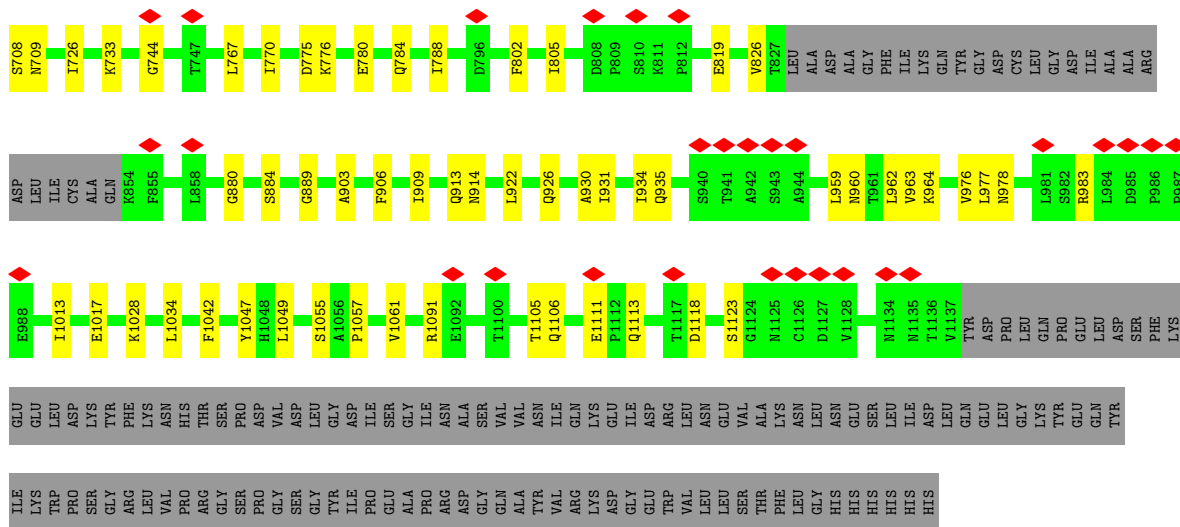 S708 N709 I726 K733 G744 T747 L767 I770 D775 K776 E780 Q784 I788 D796 F802 I805 D808 P809 S810 K811 P812 E819 V826 T827 LEU ALA ASP ALA GLY PHE ILE LYS GLN TYR GLY ASP CYS LEU GLY ASP ILE ALA ALA ARG
ASP LEU ILE CYS ALA GLN K854 F855 L858 G880 S884 G889 A903 F906 I909 Q913 N914 L922 Q926 A930 I931 I934 Q935 S940 T941 A942 S943 A944 L959 N960 T961 L962 V963 K964 V976 L977 N978 L981 S982 R983 L984 D985 P986 P987
E988 I1013 E1017 K1028 L1034 F1042 Y1047 H1048 L1049 S1055 A1056 P1057 V1061 R1091 E1092 T1100 T1105 Q1106 E1111 P1112 Q1113 T1117 D1118 S1123 G1124 N1125 C1126 D1127 V1128 N1134 N1135 T1136 V1137 TYR ASP PRO LEU GLN PRO GLU LEU ASP SER PHE LYS
GLU GLU LEU ASP LYS TYR PHE LYS ASN HIS THR SER PRO ASP VAL ASP LEU GLY ASP ILE SER GLY ILE ASN ALA SER VAL VAL ASN ILE GLN LYS GLU ILE ASP ARG LEU ASN GLU VAL ALA LYS ASN LEU ASN GLU SER LEU ILE ASP LEU GLN GLU LEU GLY LYS TYR GLU GLN TYR
ILE LYS TRP PRO SER GLY ARG LEU VAL PRO ARG GLY SER PRO GLY SER GLY TYR ILE PRO GLU ALA PRO ARG ASP GLY GLN ALA TYR VAL ARG LYS ASP GLY GLU TRP VAL LEU LEU SER THR PHE LEU GLY HIS HIS HIS HIS HIS HIS